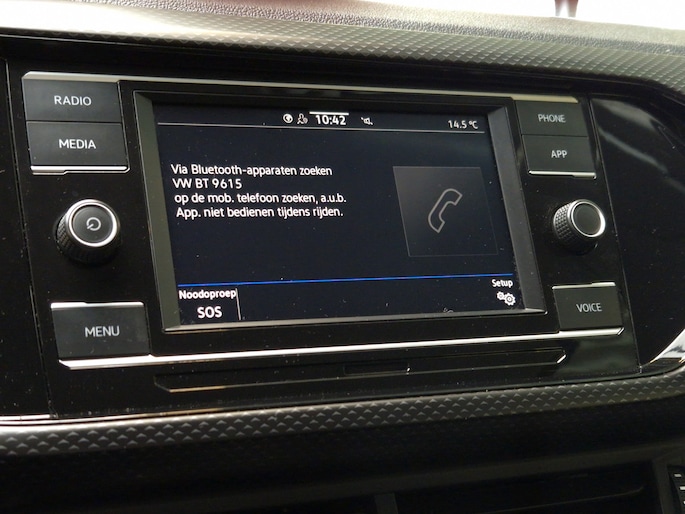 RADIO
MEDIA
MENU
PHONE
APP
VOICE
10:42
14.5 °C
Via Bluetooth-apparaten zoeken
VW BT 9615
op de mob. telefoon zoeken, a.u.b.
App. niet bedienen tijdens rijden.
Noodoproep
SOS
Setup